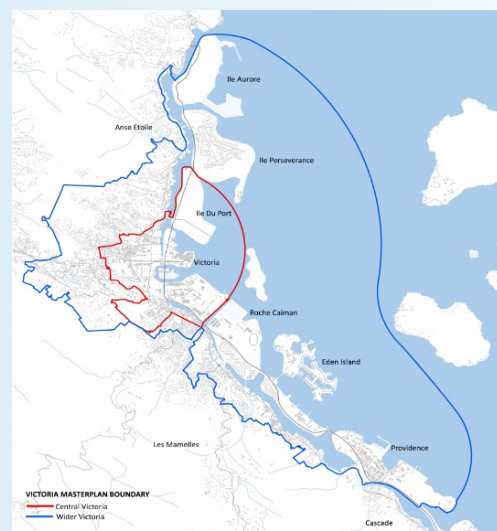 Ile Aurore
Anse Etoile
Ile Perseverance
Ile Du Port
Victoria
Roche Caiman
Eden Island
Les Mamelles
Providence
VICTORIA MASTERPLAN BOUNDARY
Central Victoria
Wider Victoria
Cascade